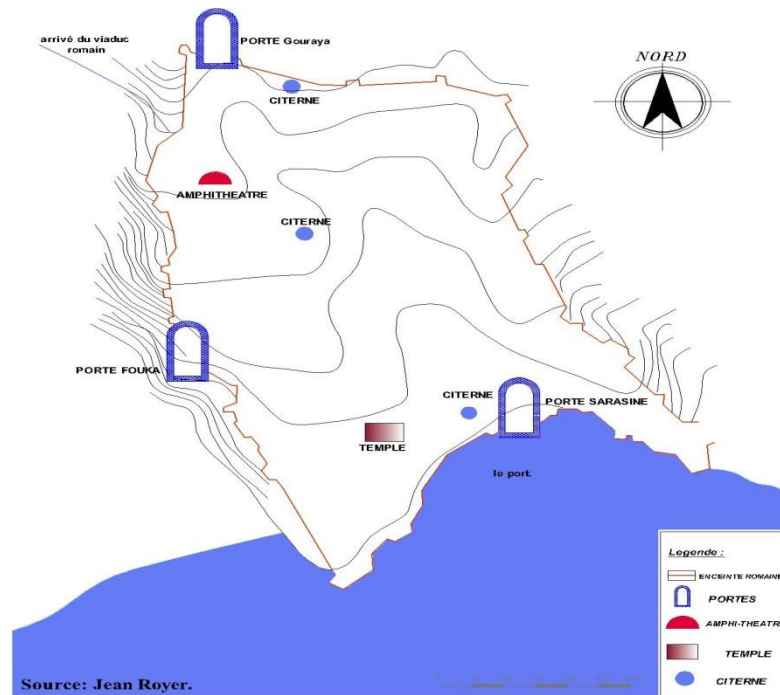 arrivé du viaduc
romain
PORTE Gouraya
NORD
CITERNE
AMPHITHEATRE
CITERNE
PORTE FOUKA
CITERNE
PORTE SARASINE
TEMPLE
le port.
Legende :
ENCEINTE ROMAINE
PORTES
AMPHI-THEATRE
TEMPLE
CITERNE
Source: Jean Royer.